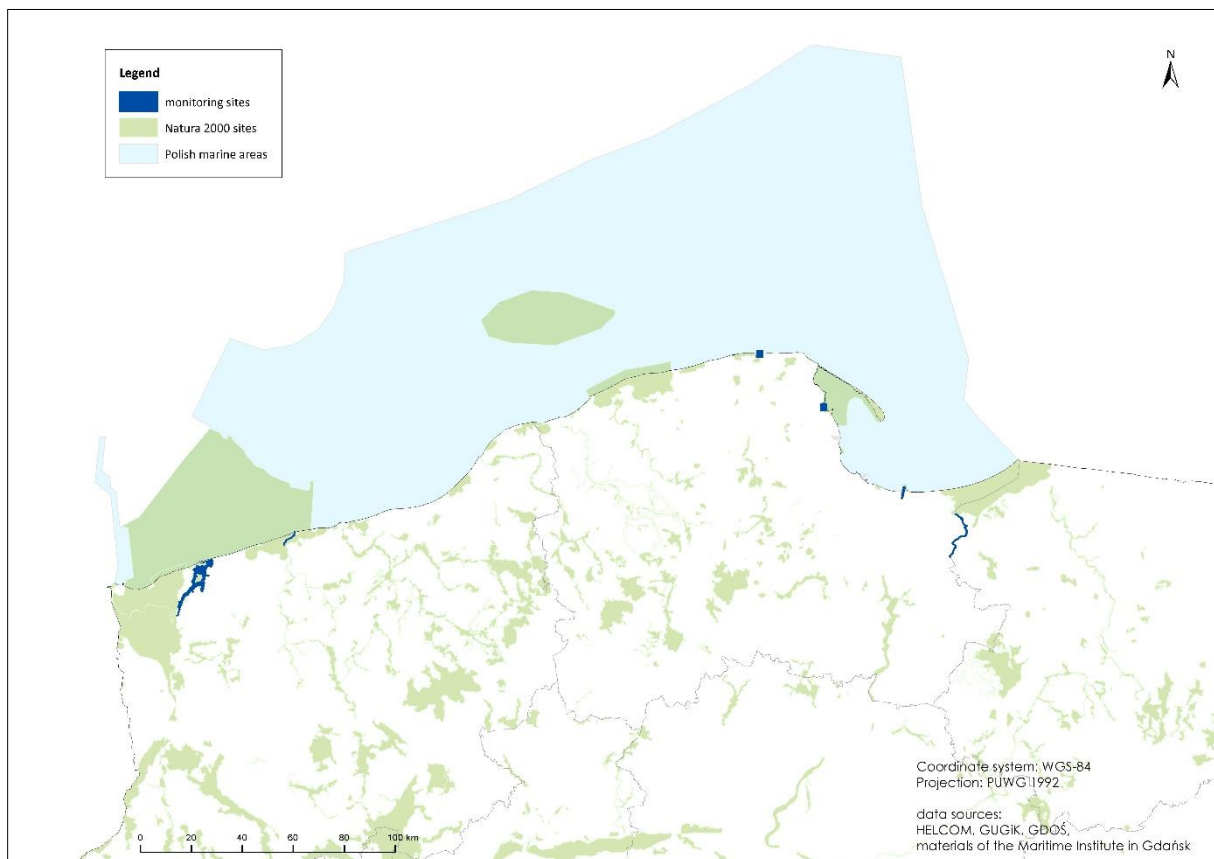 Legend
monitoring sites
Natura 2000 sites
Polish marine areas
N
Coordinate system: WGS-84
Projection: PUWG 1992
data sources:
HELCOM, GUGiK, GDOŚ,
materials of the Maritime Institute in Gdańsk
0 20 40 60 80 100 km